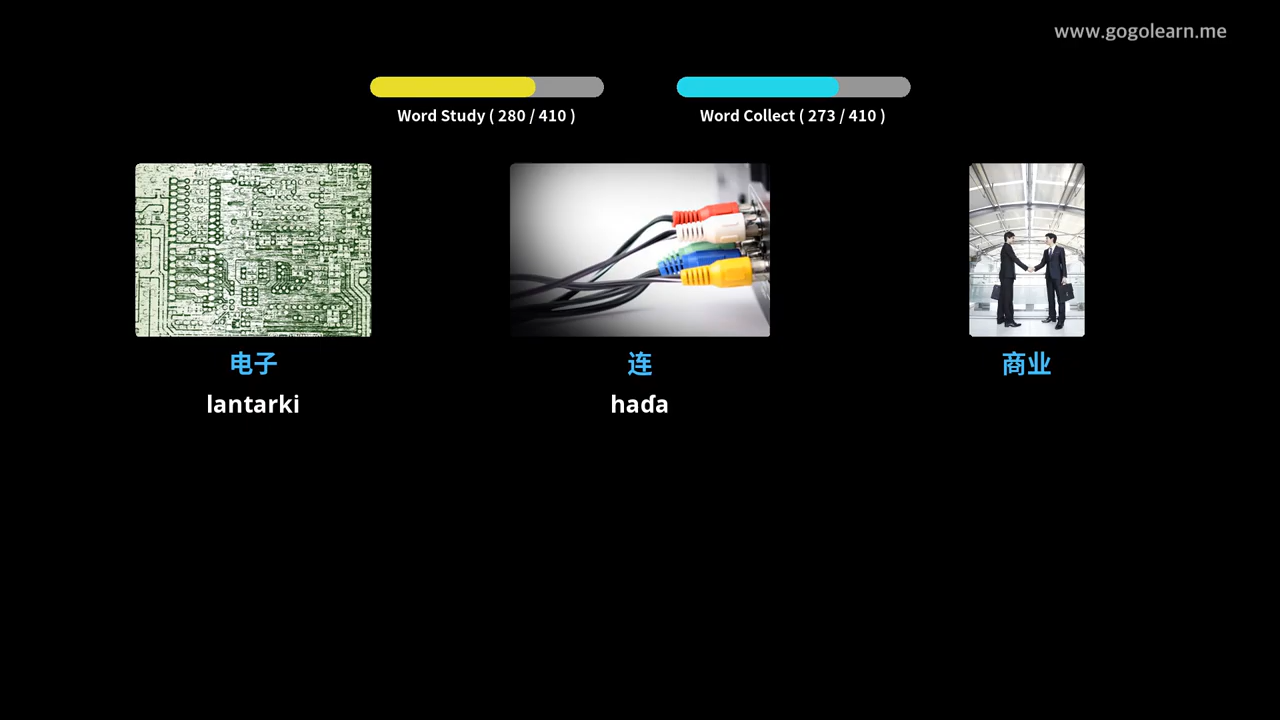 www.gogolearn.me
Word Study ( 280 / 410 )
Word Collect ( 273 / 410 )
电子
连
商业
lantarki
haɗa